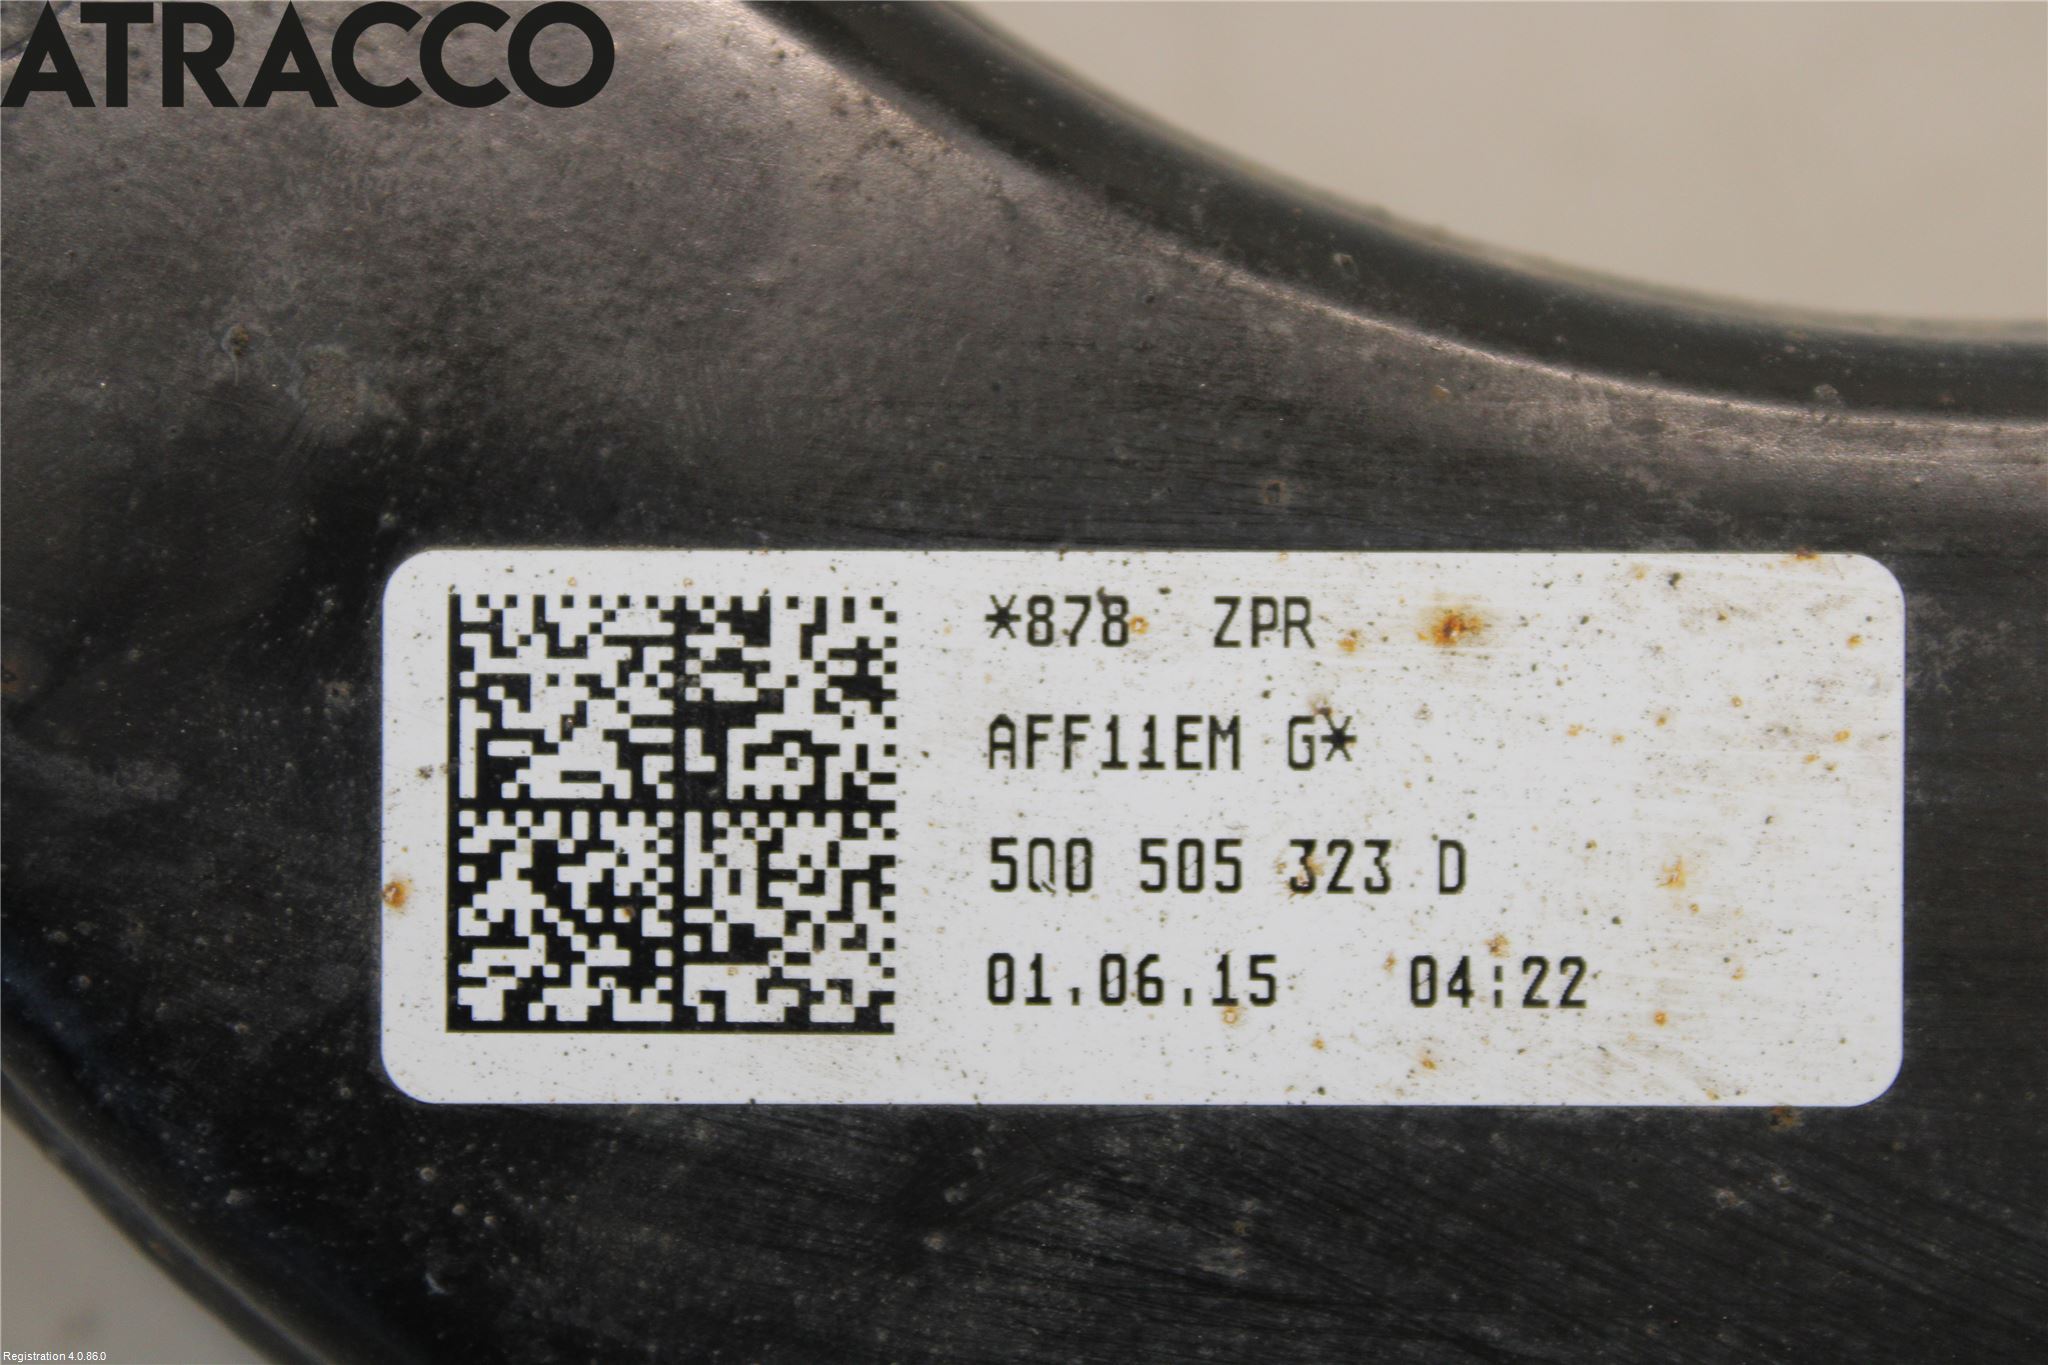 ATRACCO
*878 ZPR
AFF11EM G*
5Q0 505 323 D
01.06.15 04:22
Registration 4.0.86.0